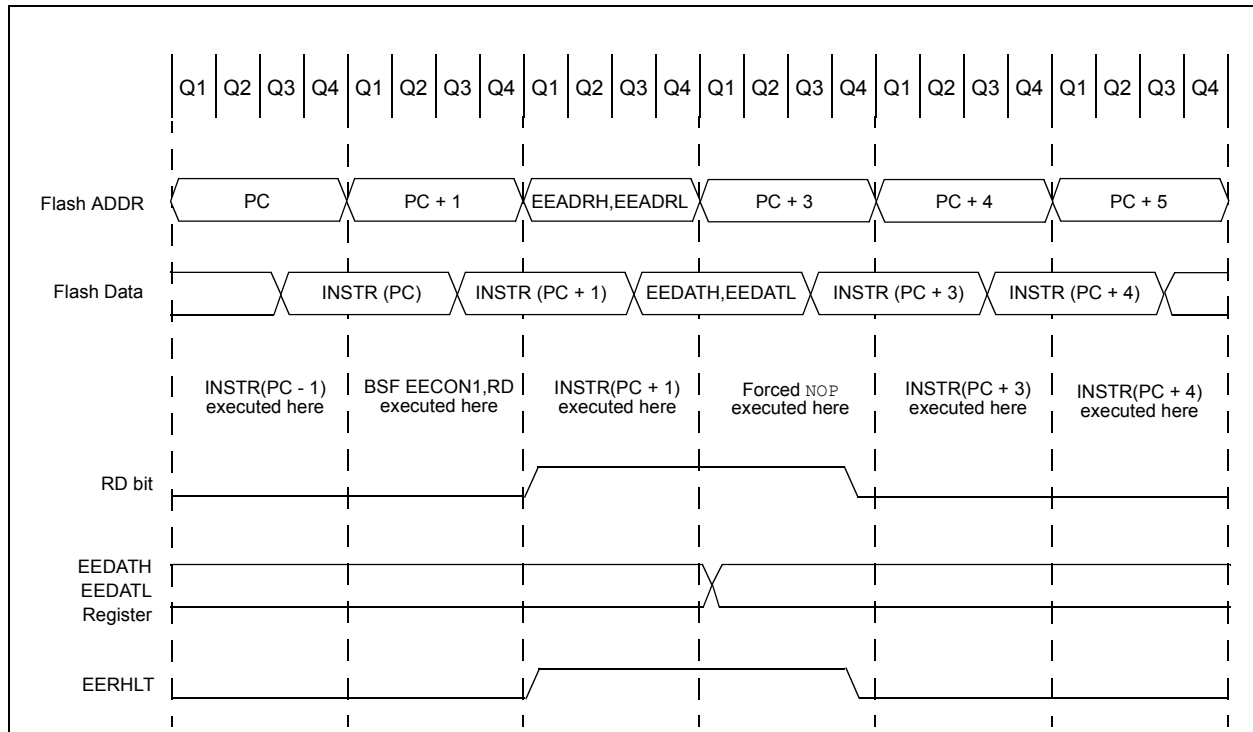 Q1 Q2 Q3 Q4 Q1 Q2 Q3 Q4 Q1 Q2 Q3 Q4 Q1 Q2 Q3 Q4 Q1 Q2 Q3 Q4 Q1 Q2 Q3 Q4
Flash ADDR PC PC + 1 EEADRH,EEADRL PC + 3 PC + 4 PC + 5
Flash Data INSTR (PC) INSTR (PC + 1) EEDATH,EEDATL INSTR (PC + 3) INSTR (PC + 4)
INSTR(PC - 1)
executed here
BSF EECON1,RD
executed here
INSTR(PC + 1)
executed here
Forced NOP
executed here
INSTR(PC + 3)
executed here
INSTR(PC + 4)
executed here
RD bit
EEDATH
EEDATL
Register
EERHLT